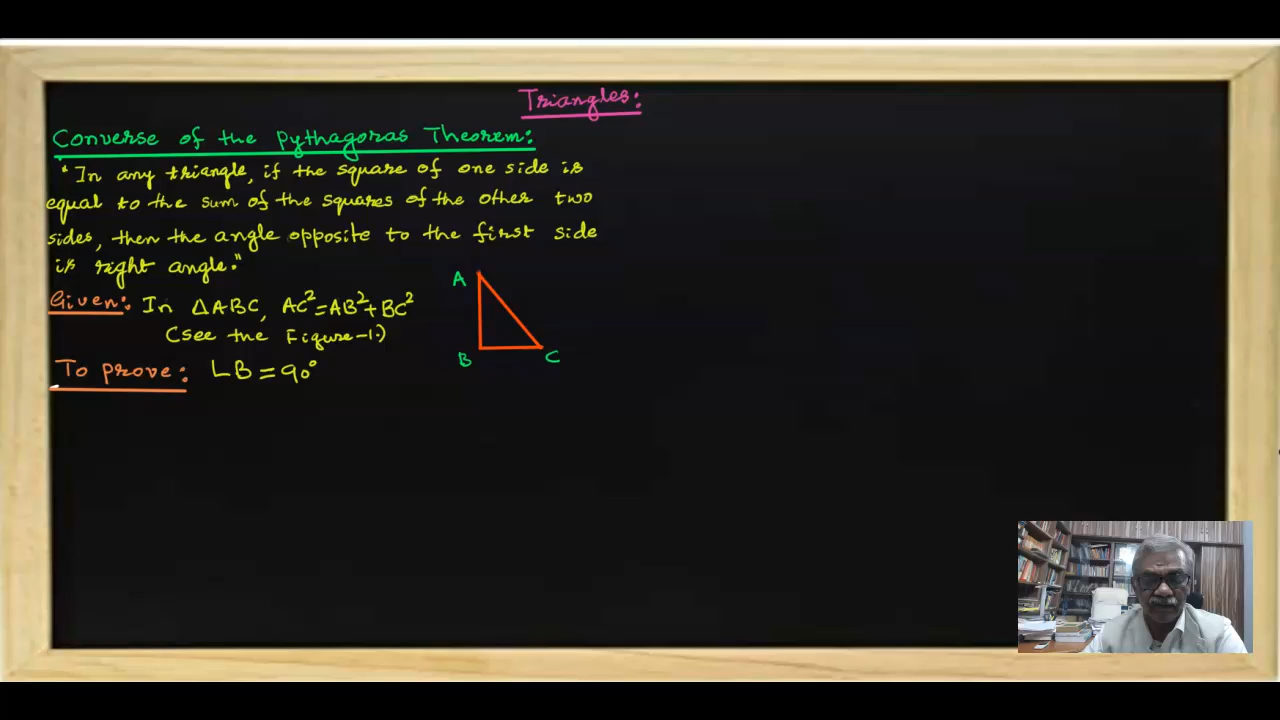 Triangles:
Converse of the Pythagoras Theorem:
"In any triangle, if the square of one side is
equal to the sum of the squares of the other two
sides, then the angle opposite to the first side
is right angle."
Given: In ΔABC, AC²=AB²+BC²
(See the Figure-1.)
To prove: ∟B = 90°
A
B
C